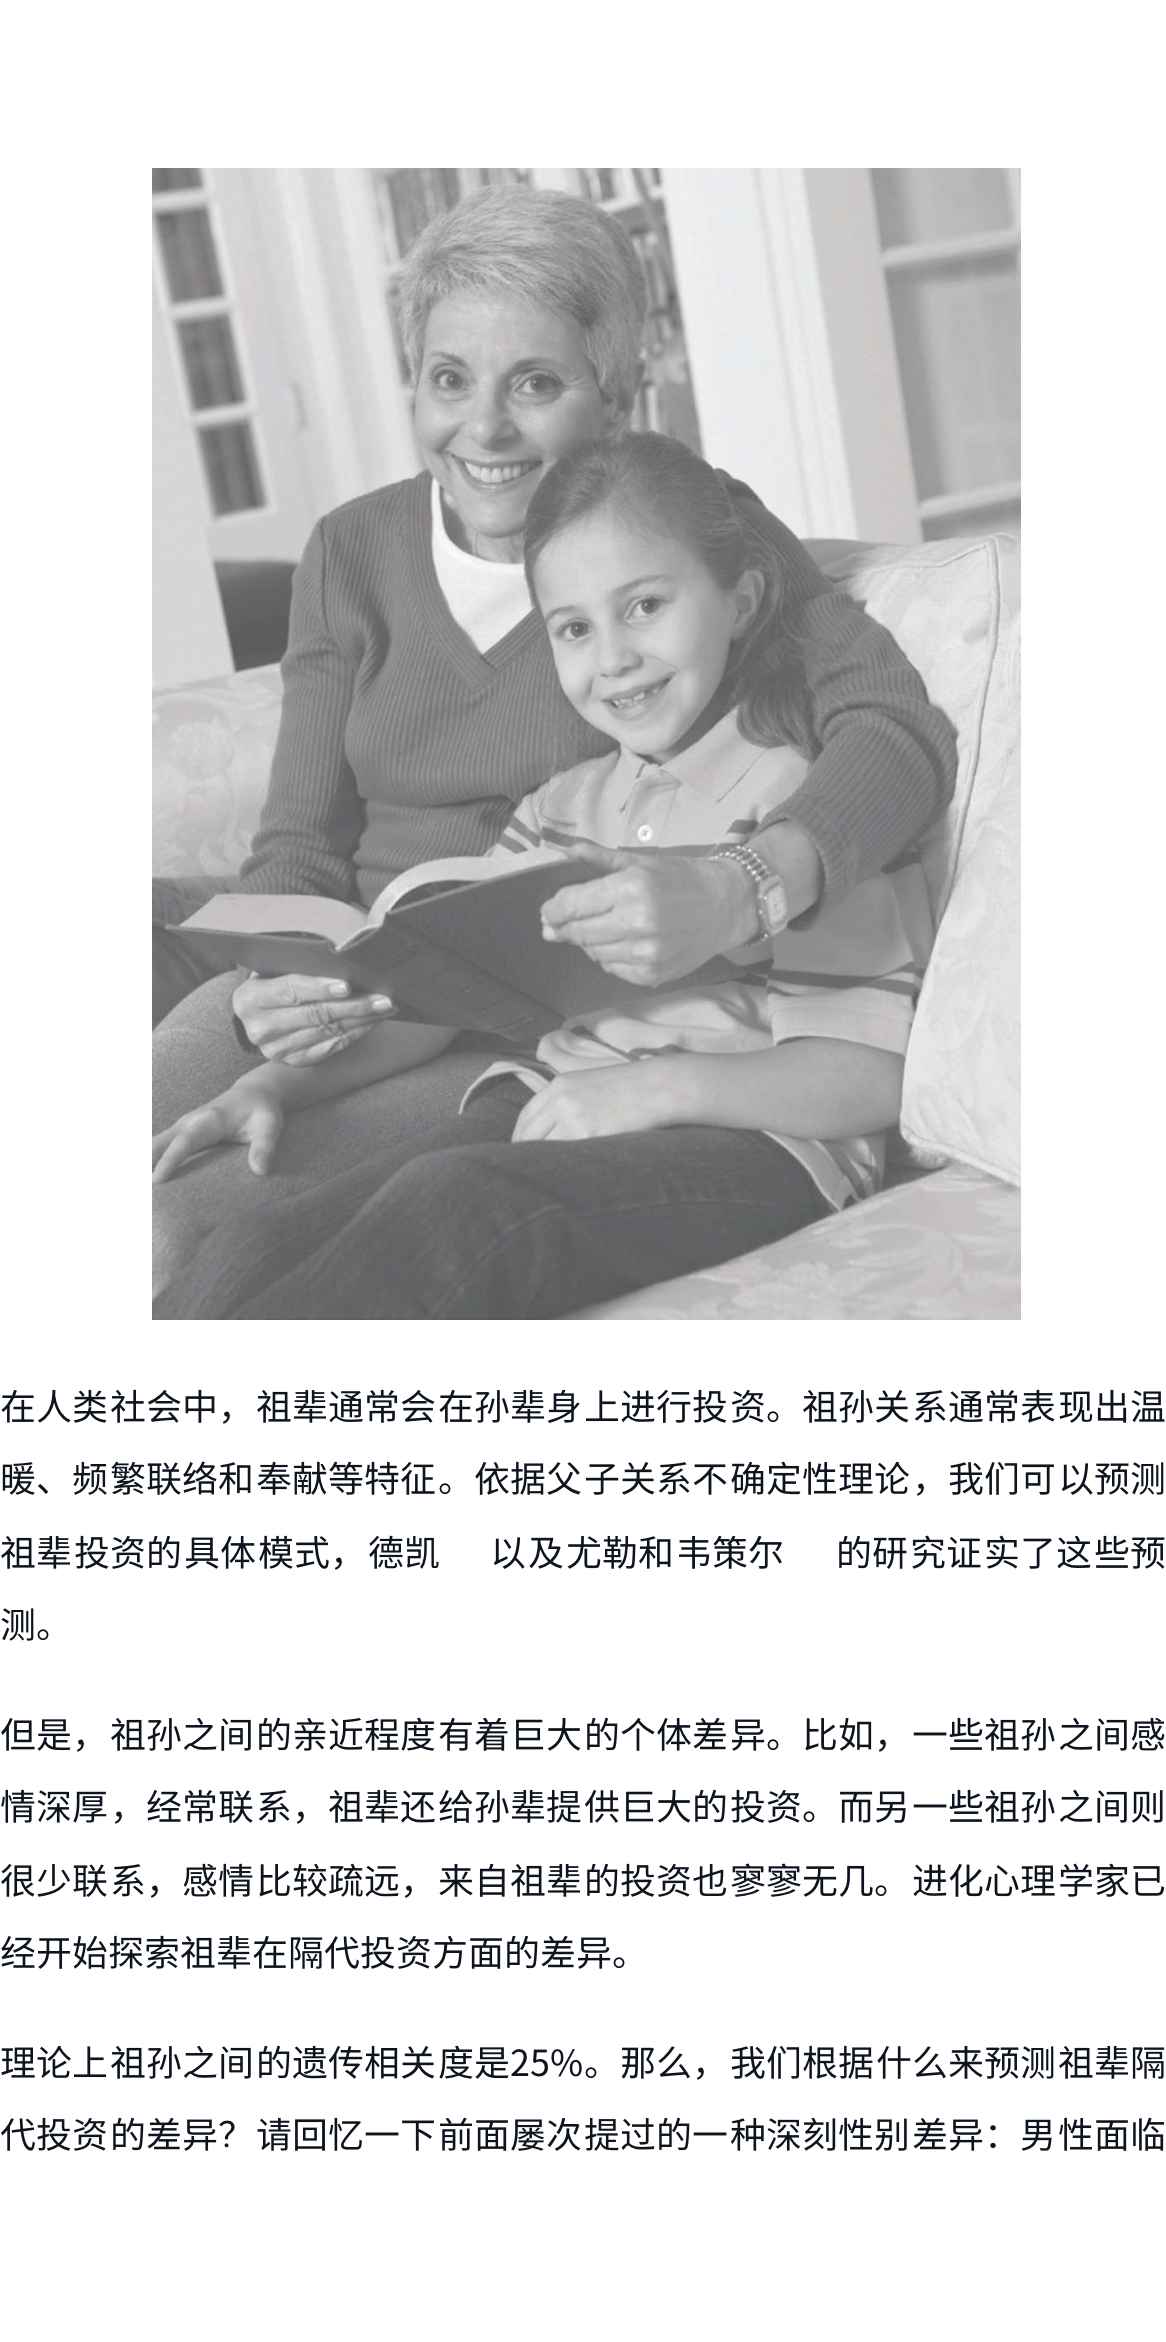 在人类社会中，祖辈通常会在孙辈身上进行投资。祖孙关系通常表现出温
暖、频繁联络和奉献等特征。依据父子关系不确定性理论，我们可以预测
祖辈投资的具体模式，德凯 以及尤勒和韦策尔 的研究证实了这些预
测。
但是，祖孙之间的亲近程度有着巨大的个体差异。比如，一些祖孙之间感
情深厚，经常联系，祖辈还给孙辈提供巨大的投资。而另一些祖孙之间则
很少联系，感情比较疏远，来自祖辈的投资也寥寥无几。进化心理学家已
经开始探索祖辈在隔代投资方面的差异。
理论上祖孙之间的遗传相关度是25%。那么，我们根据什么来预测祖辈隔
代投资的差异？请回忆一下前面屡次提过的一种深刻性别差异：男性面临